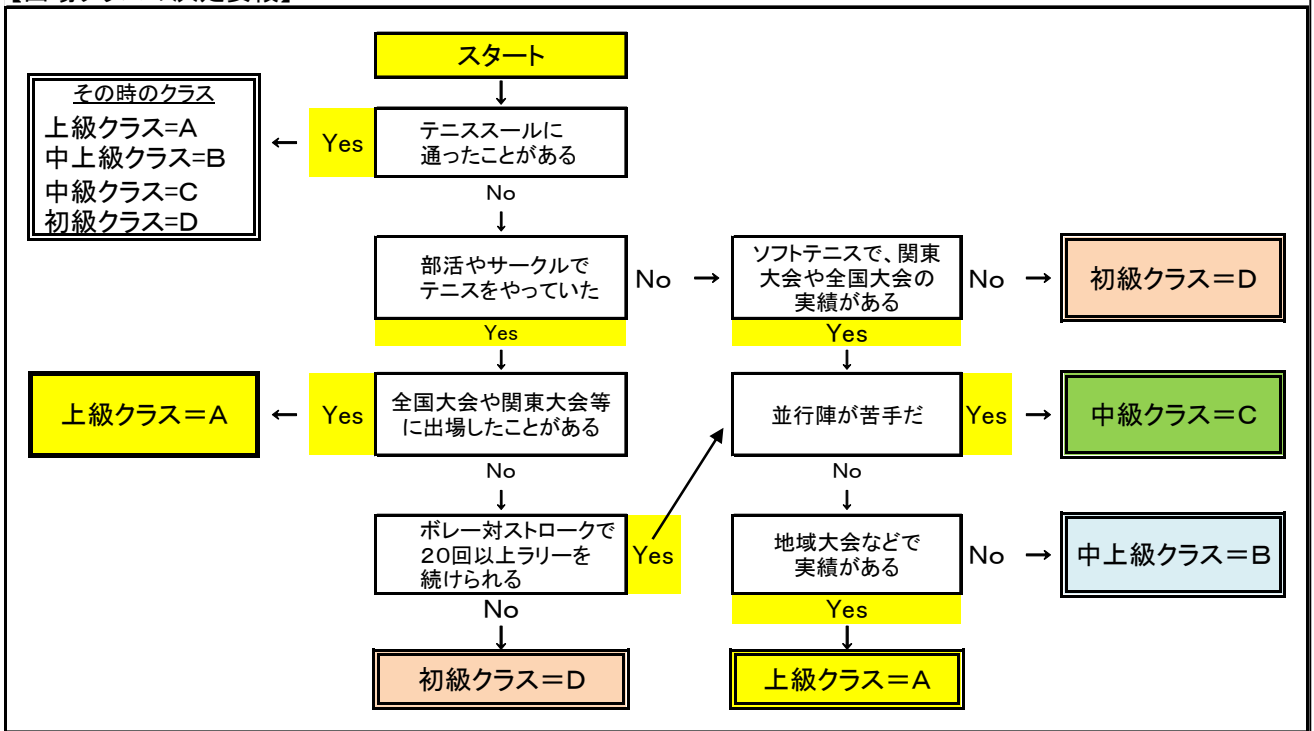 スタート
その時のクラス
上級クラス=A
中上級クラス=B
中級クラス=C
初級クラス=D
←
Yes
テニススールに
通ったことがある
No
部活やサークルで
テニスをやっていた
No →
ソフトテニスで、関東
大会や全国大会の
実績がある
No →
初級クラス=D
Yes
Yes
上級クラス=A
←
Yes
全国大会や関東大会等
に出場したことがある
並行陣が苦手だ
Yes →
中級クラス=C
No
No
ボレー対ストロークで
20回以上ラリーを
続けられる
Yes
地域大会などで
実績がある
No →
中上級クラス=B
No
Yes
初級クラス=D
上級クラス=A